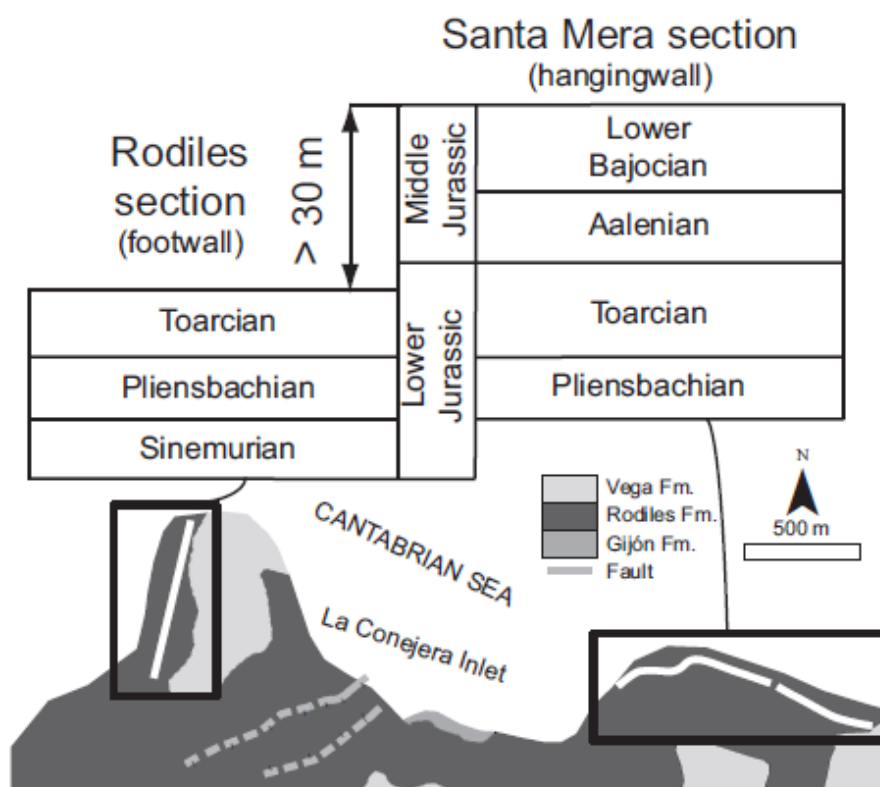 Santa Mera section
(hangingwall)
Rodiles
section
(footwall)
> 30 m
Middle
Jurassic
Lower
Jurassic
Lower
Bajocian
Aalenian
Toarcian
Pliensbachian
Toarcian
Pliensbachian
Sinemurian
Vega Fm.
Rodiles Fm.
Gijón Fm.
Fault
N
500 m
CANTABRIAN SEA
La Conejera Inlet